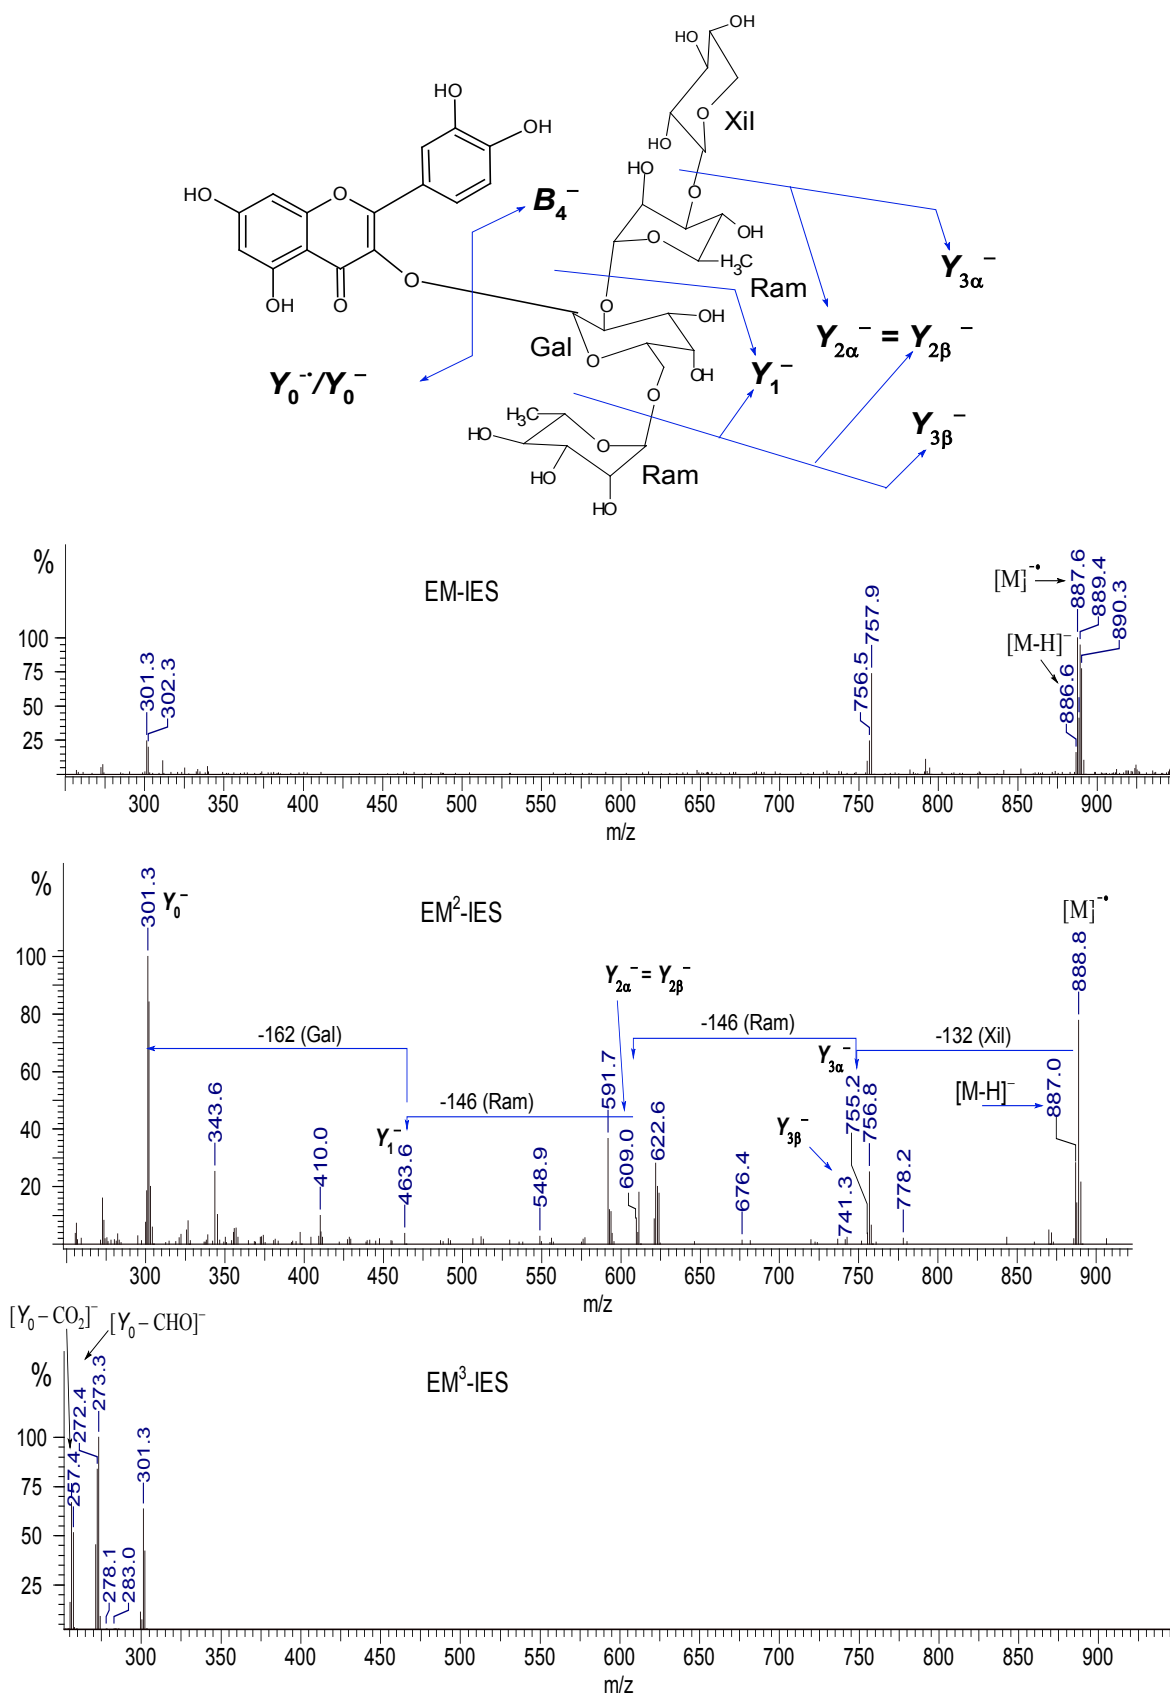 OH
HO
O
HO
Xil
HO
OH
HO
O
HO
O
OH
B4⁻
O
OH
H3C
Ram
Y3α⁻
OH
O
O
O
OH
Gal
O
OH
Y2α⁻ = Y2β⁻
Y0⁻•/Y0⁻
Y1⁻
O
H3C
O
HO
Y3β⁻
HO
OH
Ram
HO
%
EM-IES
[M]⁻•
887.6
889.4
890.3
[M-H]⁻
886.6
757.9
756.5
301.3
302.3
100
75
50
25
300 350 400 450 500 550 600 650 700 750 800 850 900
m/z
%
301.3
Y0⁻
EM²-IES
[M]⁻•
888.8
Y2α⁻ = Y2β⁻
-162 (Gal)
-146 (Ram)
-132 (Xil)
Y3α⁻
[M-H]⁻
887.0
-146 (Ram)
Y1⁻
Y3β⁻
343.6
410.0
463.6
548.9
591.7
609.0
622.6
676.4
741.3
755.2
756.8
778.2
100
80
60
40
20
300 350 400 450 500 550 600 650 700 750 800 850 900
m/z
[Y0 – CO2]⁻
[Y0 – CHO]⁻
%
EM³-IES
257.4
272.4
273.3
278.1
283.0
301.3
100
75
50
25
300 350 400 450 500 550 600 650 700 750 800 850 900
m/z